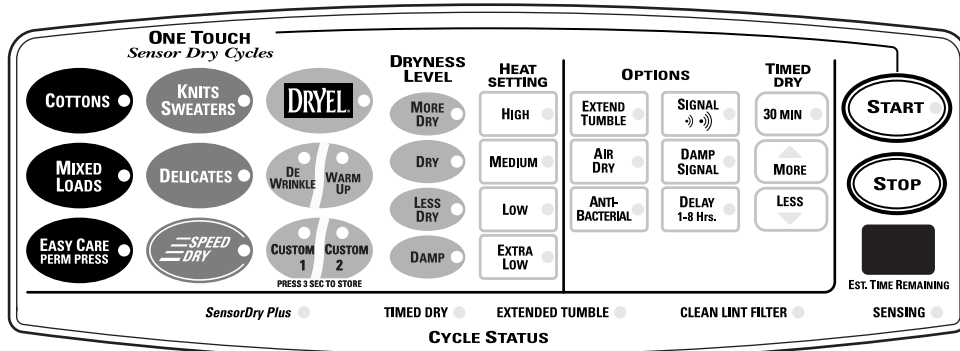 ONE TOUCH
Sensor Dry Cycles
COTTONS
KNITS
SWEATERS
DRYEL.
MIXED
LOADS
DELICATES
DE
WRINKLE
WARM
UP
EASY CARE
PERM PRESS
SPEED
DRY
CUSTOM
1
CUSTOM
2
PRESS 3 SEC TO STORE
DRYNESS
LEVEL
MORE
DRY
DRY
LESS
DRY
DAMP
HEAT
SETTING
HIGH
MEDIUM
LOW
EXTRA
LOW
OPTIONS
EXTEND
TUMBLE
SIGNAL
AIR
DRY
DAMP
SIGNAL
ANTI-
BACTERIAL
DELAY
1-8 Hrs.
TIMED
DRY
30 MIN
MORE
LESS
START
STOP
EST. TIME REMAINING
SensorDry Plus
TIMED DRY
EXTENDED TUMBLE
CLEAN LINT FILTER
SENSING
CYCLE STATUS